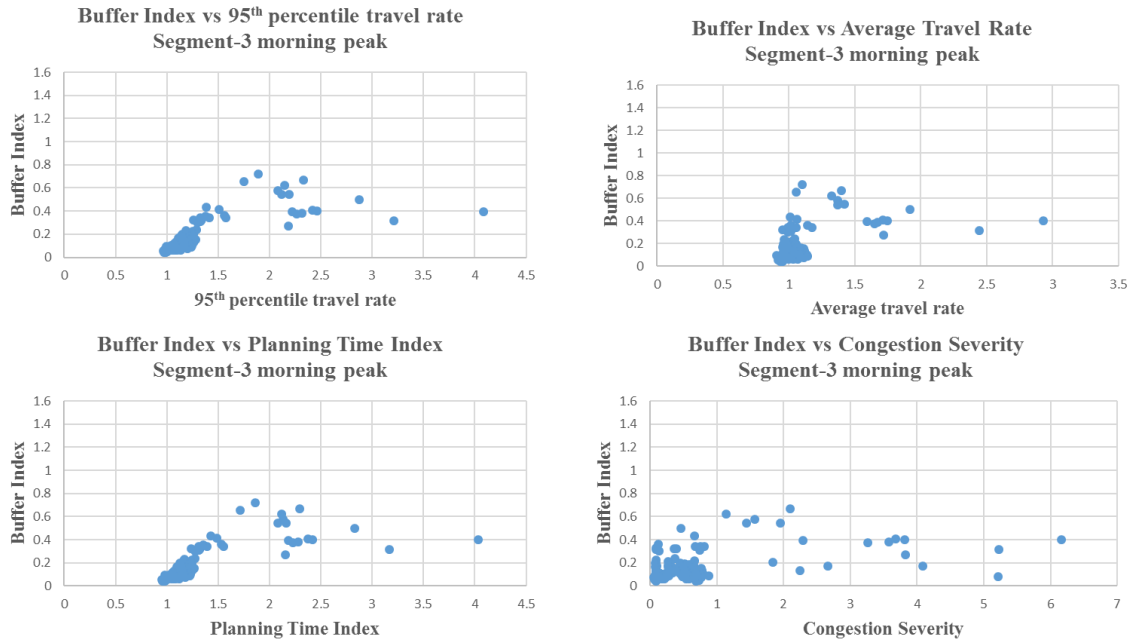 Buffer Index vs 95th percentile travel rate
Segment-3 morning peak
Buffer Index
1.6
1.4
1.2
1
0.8
0.6
0.4
0.2
0
0 0.5 1 1.5 2 2.5 3 3.5 4 4.5
95th percentile travel rate
Buffer Index vs Average Travel Rate
Segment-3 morning peak
Buffer Index
1.6
1.4
1.2
1
0.8
0.6
0.4
0.2
0
0 0.5 1 1.5 2 2.5 3 3.5
Average travel rate
Buffer Index vs Planning Time Index
Segment-3 morning peak
Buffer Index
1.6
1.4
1.2
1
0.8
0.6
0.4
0.2
0
0 0.5 1 1.5 2 2.5 3 3.5 4 4.5
Planning Time Index
Buffer Index vs Congestion Severity
Segment-3 morning peak
Buffer Index
1.6
1.4
1.2
1
0.8
0.6
0.4
0.2
0
0 1 2 3 4 5 6 7
Congestion Severity